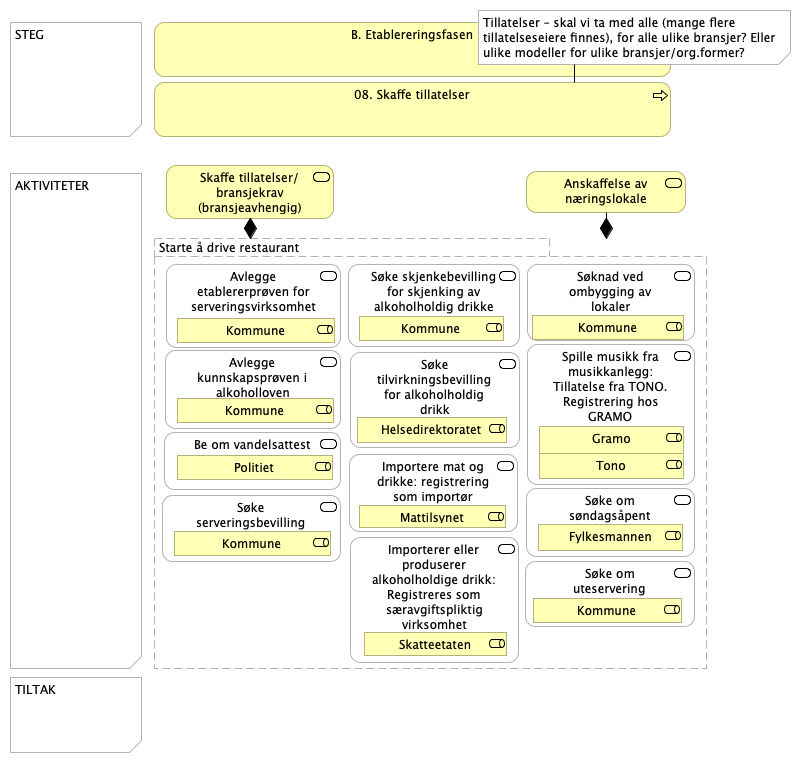 STEG
B. Etablereringsfasen
Tillatelser – skal vi ta med alle (mange flere
tillatelseseiere finnes), for alle ulike bransjer? Eller
ulike modeller for ulike bransjer/org.former?
08. Skaffe tillatelser
AKTIVITETER
Skaffe tillatelser/
bransjekrav
(bransjeavhengig)
Anskaffelse av
næringslokale
Starte å drive restaurant
Avlegge
etablererprøven for
serveringsvirksomhet
Kommune
Avlegge
kunnskapsprøven i
alkoholloven
Kommune
Be om vandelsattest
Politiet
Søke
serveringsbevilling
Kommune
Søke skjenkebevilling
for skjenking av
alkoholholdig drikke
Kommune
Søke
tilvirkningsbevilling
for alkoholholdig
drikk
Helsedirektoratet
Importere mat og
drikke: registrering
som importør
Mattilsynet
Importerer eller
produserer
alkoholholdige drikk:
Registreres som
særavgiftspliktig
virksomhet
Skatteetaten
Søknad ved
ombygging av
lokaler
Kommune
Spille musikk fra
musikkanlegg:
Tillatelse fra TONO.
Registrering hos
GRAMO
Gramo
Tono
Søke om
søndagsåpent
Fylkesmannen
Søke om
uteservering
Kommune
TILTAK